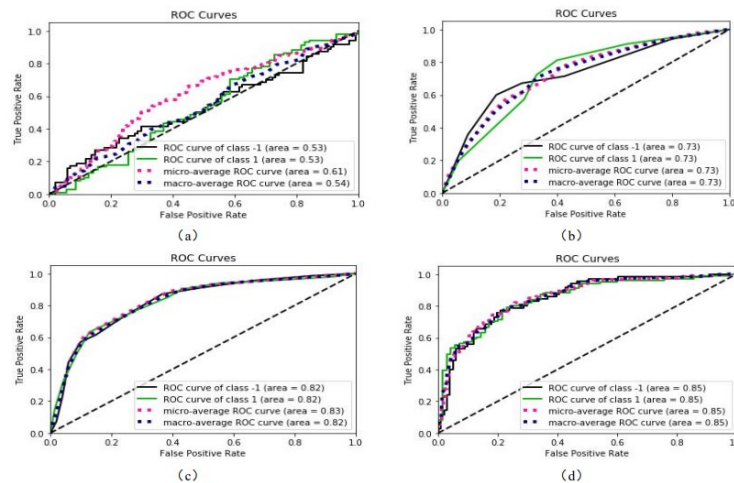 ROC Curves
True Positive Rate
1.0
0.8
0.6
0.4
0.2
0.0
ROC curve of class -1 (area = 0.53)
ROC curve of class 1 (area = 0.53)
micro-average ROC curve (area = 0.61)
macro-average ROC curve (area = 0.54)
0.0 0.2 0.4 0.6 0.8 1.0
False Positive Rate
(a)
ROC Curves
True Positive Rate
1.0
0.8
0.6
0.4
0.2
0.0
ROC curve of class -1 (area = 0.73)
ROC curve of class 1 (area = 0.73)
micro-average ROC curve (area = 0.73)
macro-average ROC curve (area = 0.73)
0.0 0.2 0.4 0.6 0.8 1.0
False Positive Rate
(b)
ROC Curves
True Positive Rate
1.0
0.8
0.6
0.4
0.2
0.0
ROC curve of class -1 (area = 0.82)
ROC curve of class 1 (area = 0.82)
micro-average ROC curve (area = 0.83)
macro-average ROC curve (area = 0.82)
0.0 0.2 0.4 0.6 0.8 1.0
False Positive Rate
(c)
ROC Curves
True Positive Rate
1.0
0.8
0.6
0.4
0.2
0.0
ROC curve of class -1 (area = 0.85)
ROC curve of class 1 (area = 0.85)
micro-average ROC curve (area = 0.85)
macro-average ROC curve (area = 0.85)
0.0 0.2 0.4 0.6 0.8 1.0
False Positive Rate
(d)